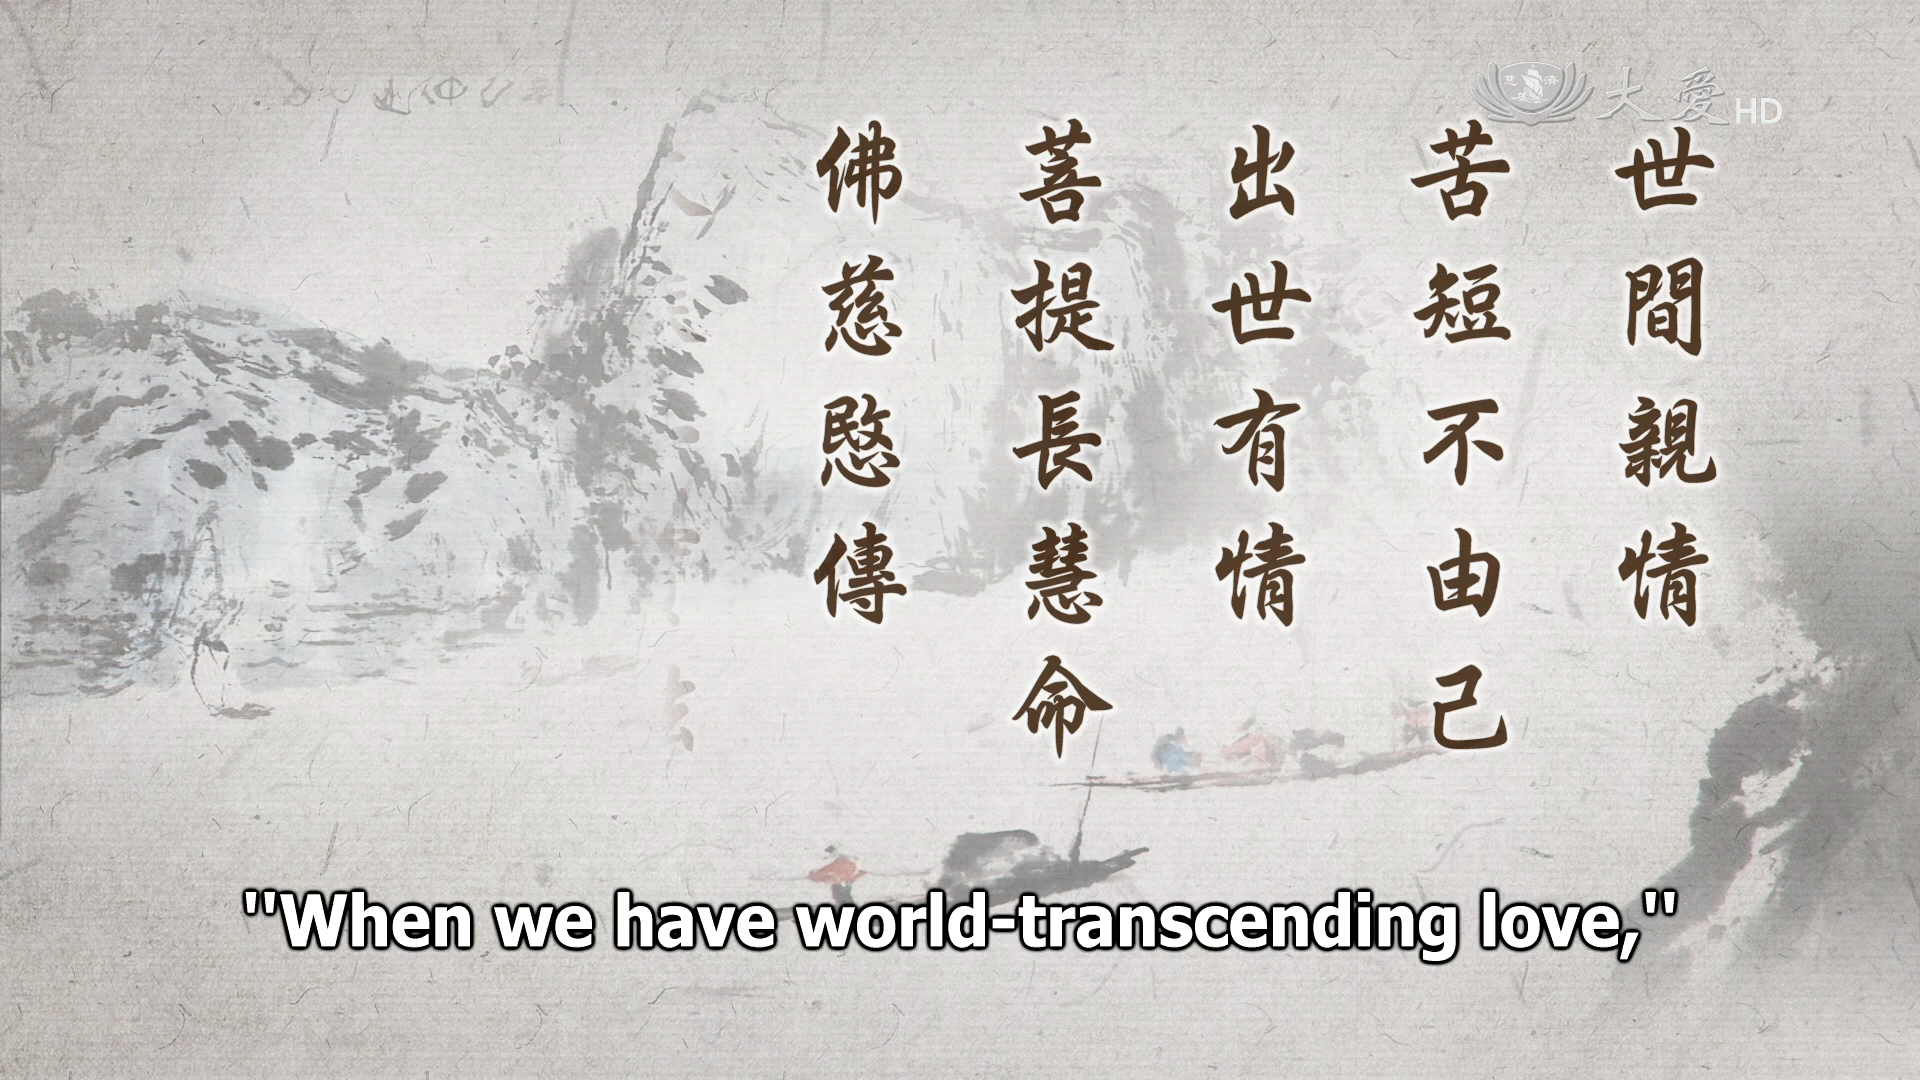 大愛HD
世間親情
苦短不由己
出世有情
菩提長慧命
佛慈愍傳
"When we have world-transcending love,"